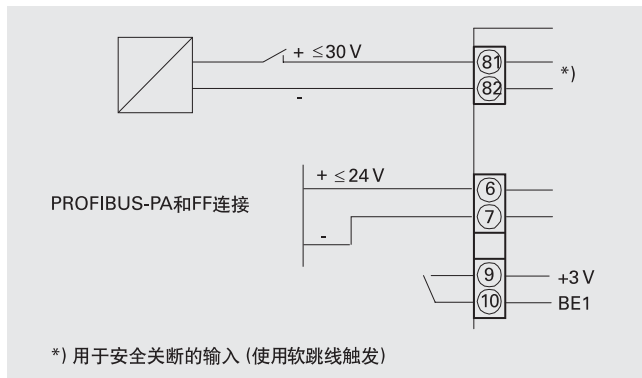 + ≤30 V
-
81
82
*)
+ ≤ 24 V
PROFIBUS-PA和FF连接
-
6
7
9
10
+3 V
BE1
*) 用于安全关断的输入 (使用软跳线触发)